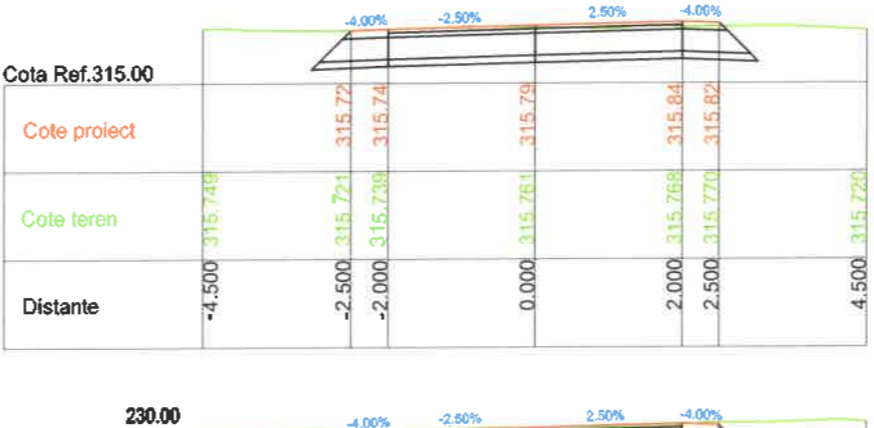 -4.00% -2.50% 2.50% -4.00%
Cota Ref.315.00
Cote proiect 315.72 315.74 315.79 315.84 315.82
Cote teren 315.749 315.721 315.739 315.761 315.768 315.770 315.720
Distante -4.500 -2.500 -2.000 0.000 2.000 2.500 4.500
230.00
-4.00% -2.50% 2.50% -4.00%